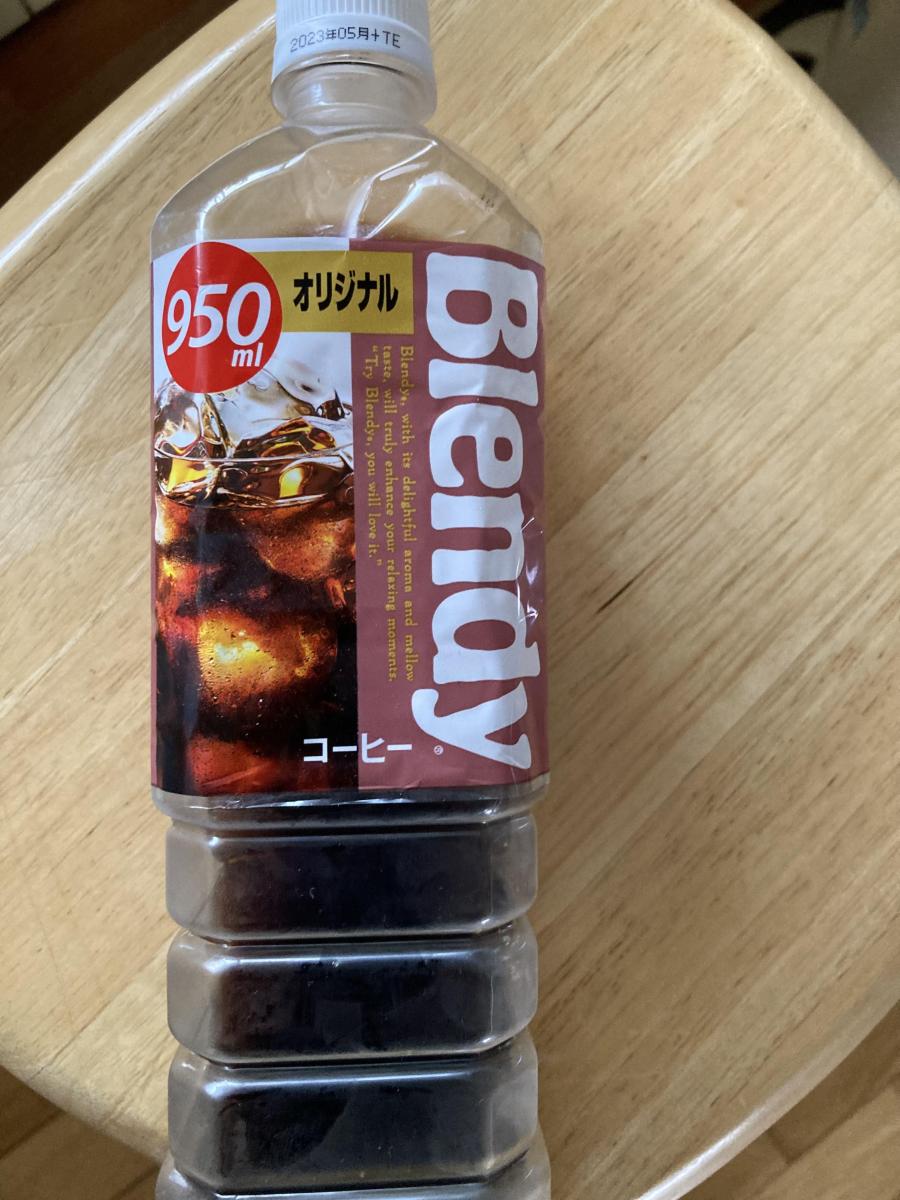 2023年05月+TE
950
ml
オリジナル
Blendy®
Blendy®, with its delightful aroma and mellow
taste, will truly enhance your relaxing moments.
“Try Blendy®, you will love it.”
コーヒー